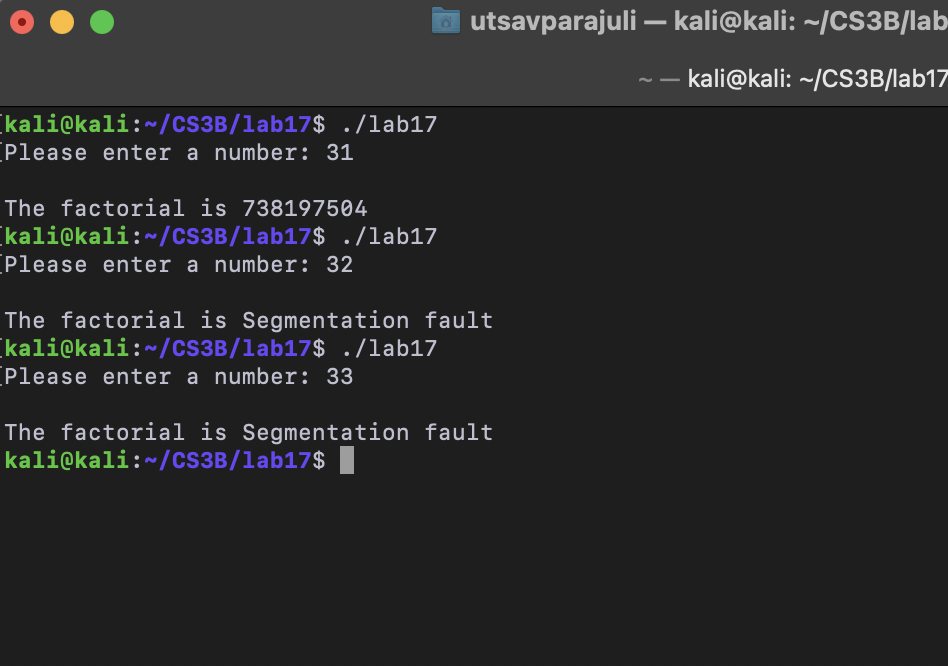 utsavparajuli — kali@kali: ~/CS3B/lab
~ — kali@kali: ~/CS3B/lab17
[kali@kali:~/CS3B/lab17$ ./lab17
[Please enter a number: 31
The factorial is 738197504
[kali@kali:~/CS3B/lab17$ ./lab17
[Please enter a number: 32
The factorial is Segmentation fault
[kali@kali:~/CS3B/lab17$ ./lab17
[Please enter a number: 33
The factorial is Segmentation fault
kali@kali:~/CS3B/lab17$